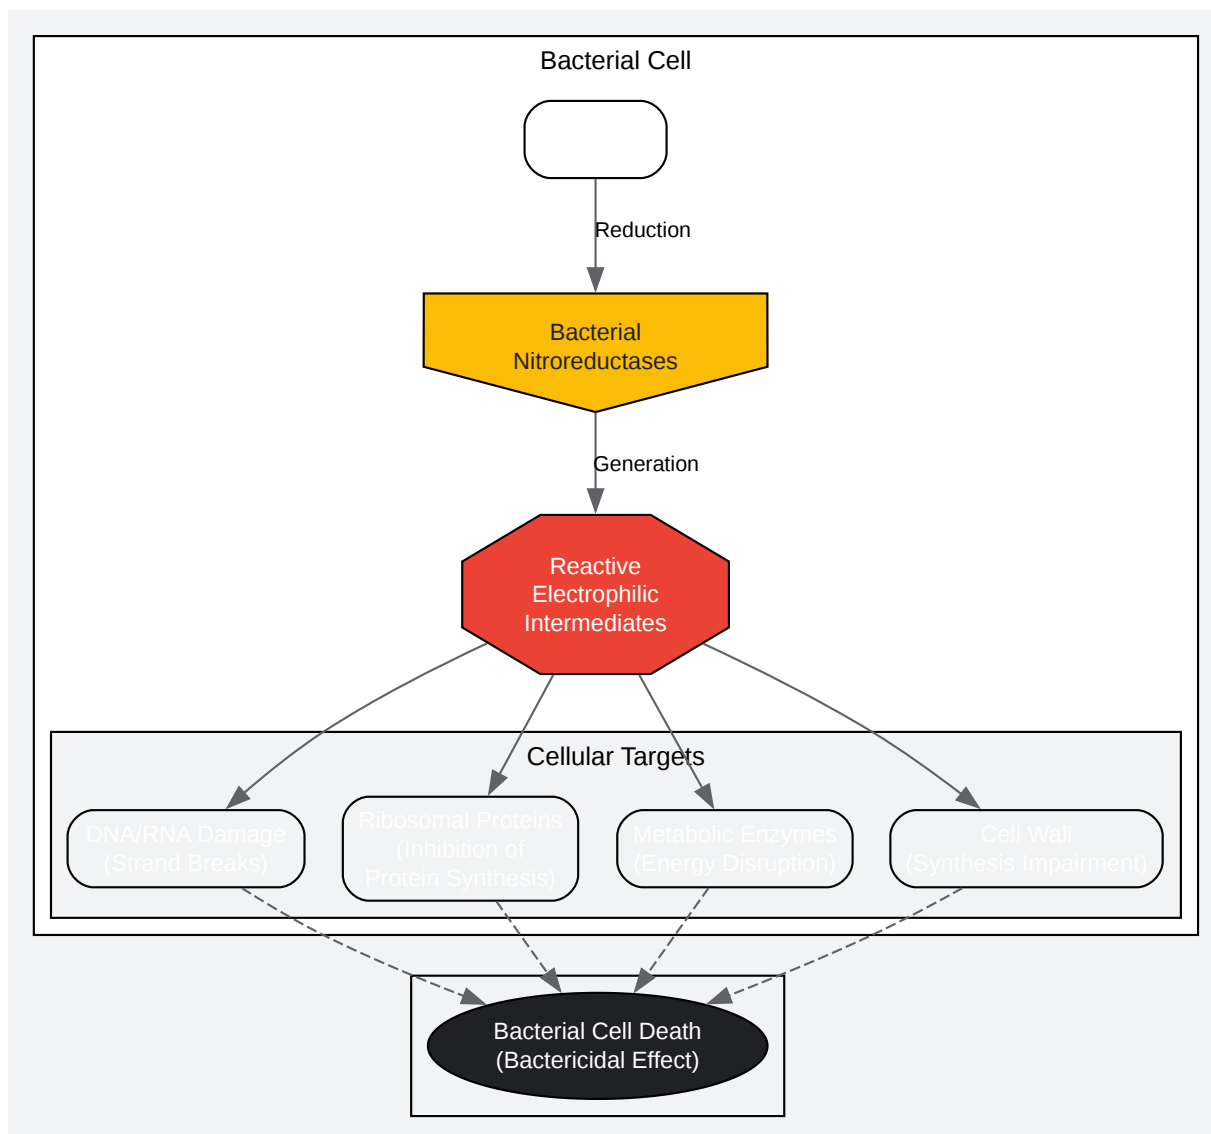 Bacterial Cell
Reduction
Bacterial
Nitroreductases
Generation
Reactive
Electrophilic
Intermediates
Cellular Targets
DNA/RNA Damage
(Strand Breaks)
Ribosomal Proteins
(Inhibition of
Protein Synthesis)
Metabolic Enzymes
(Energy Disruption)
Cell Wall
(Synthesis Impairment)
Bacterial Cell Death
(Bactericidal Effect)